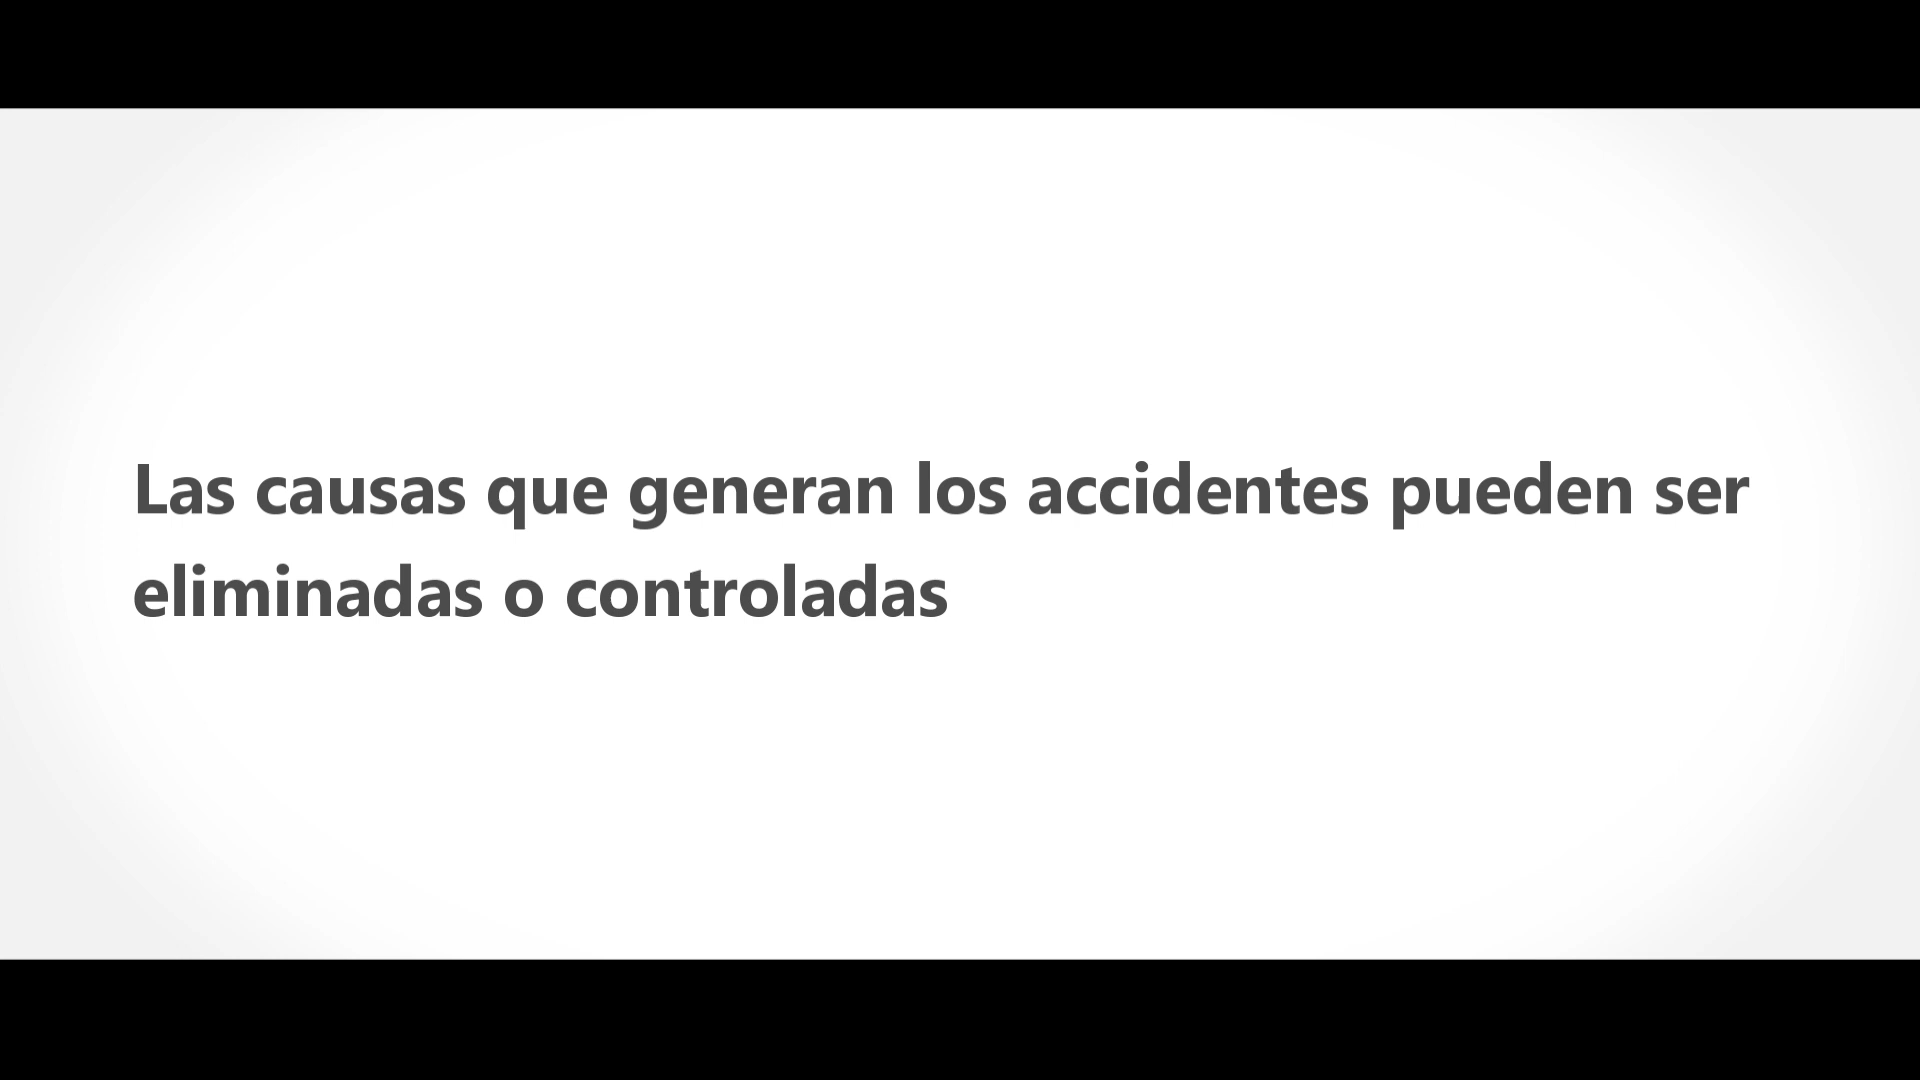 Las causas que generan los accidentes pueden ser
eliminadas o controladas